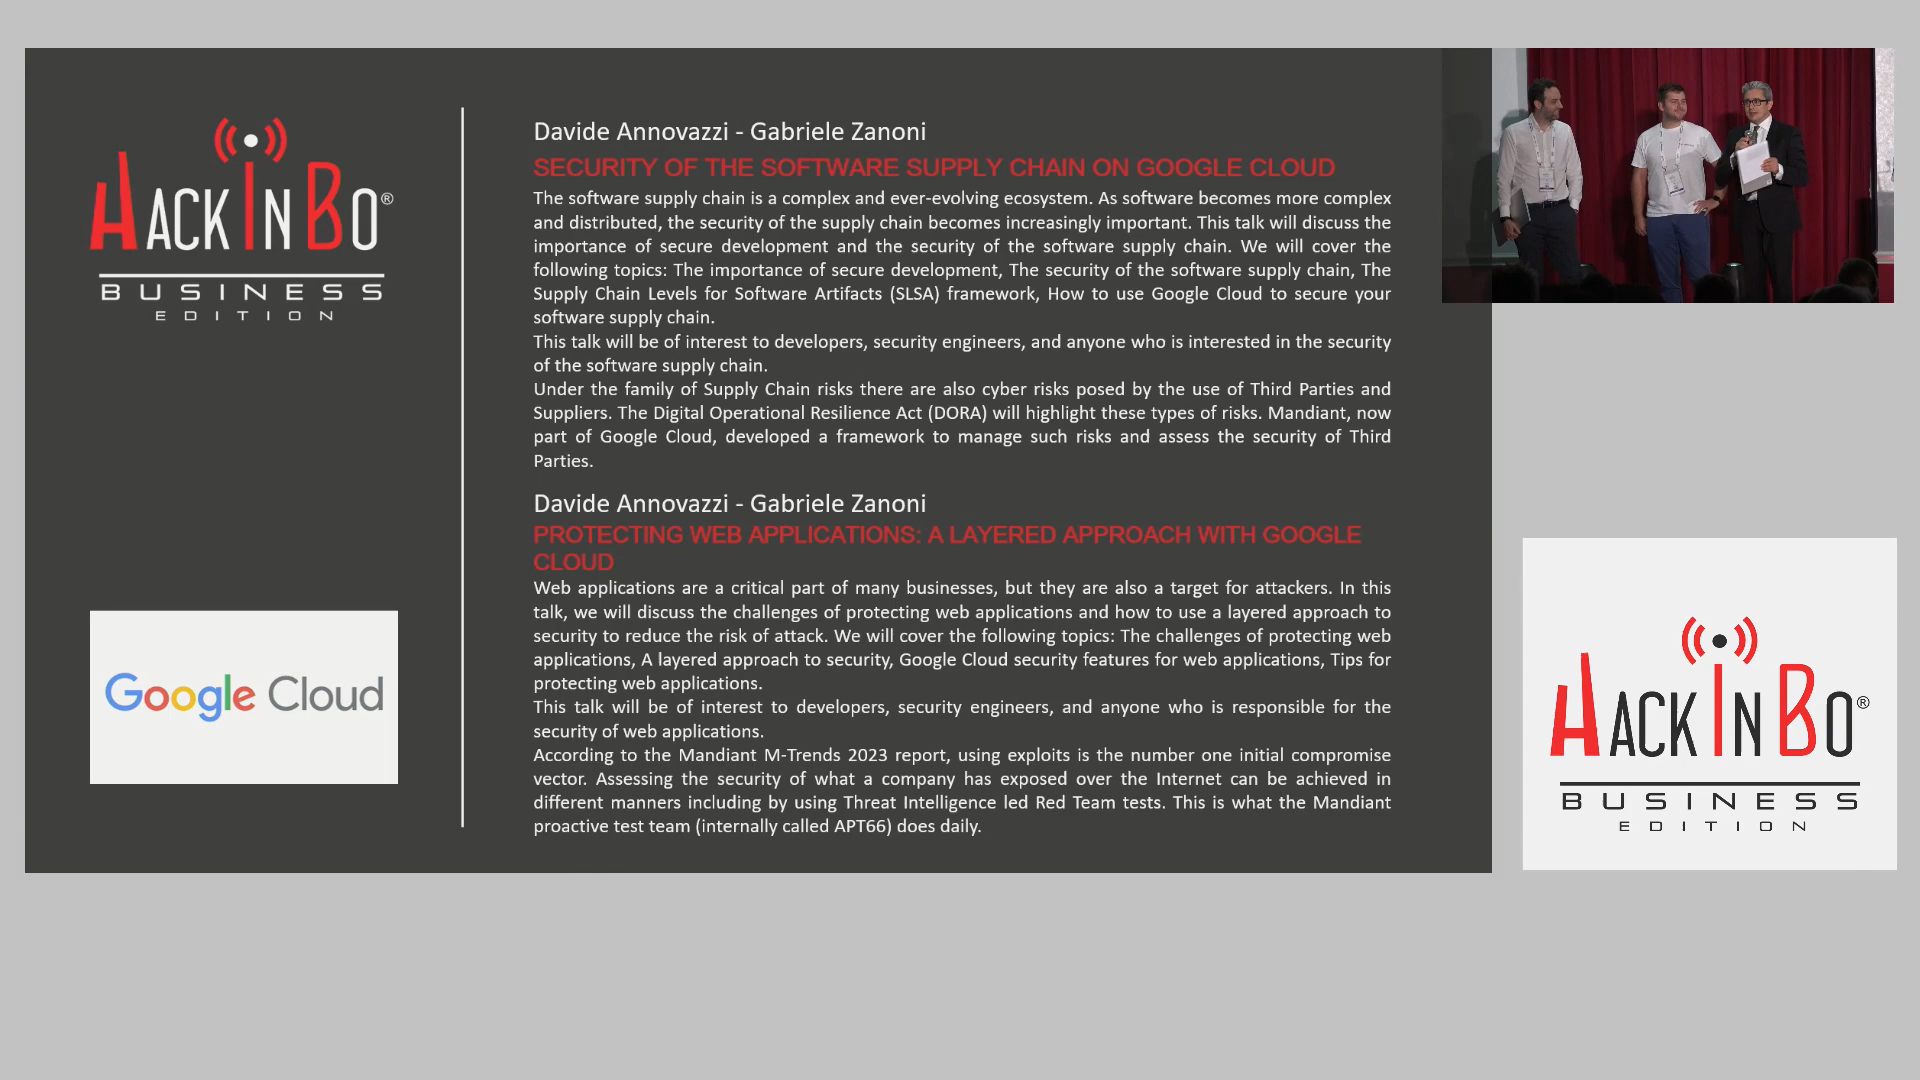 HACKINBO®
BUSINESS
EDITION
Google Cloud
Davide Annovazzi - Gabriele Zanoni
SECURITY OF THE SOFTWARE SUPPLY CHAIN ON GOOGLE CLOUD
The software supply chain is a complex and ever-evolving ecosystem. As software becomes more complex
and distributed, the security of the supply chain becomes increasingly important. This talk will discuss the
importance of secure development and the security of the software supply chain. We will cover the
following topics: The importance of secure development, The security of the software supply chain, The
Supply Chain Levels for Software Artifacts (SLSA) framework, How to use Google Cloud to secure your
software supply chain.
This talk will be of interest to developers, security engineers, and anyone who is interested in the security
of the software supply chain.
Under the family of Supply Chain risks there are also cyber risks posed by the use of Third Parties and
Suppliers. The Digital Operational Resilience Act (DORA) will highlight these types of risks. Mandiant, now
part of Google Cloud, developed a framework to manage such risks and assess the security of Third
Parties.
Davide Annovazzi - Gabriele Zanoni
PROTECTING WEB APPLICATIONS: A LAYERED APPROACH WITH GOOGLE
CLOUD
Web applications are a critical part of many businesses, but they are also a target for attackers. In this
talk, we will discuss the challenges of protecting web applications and how to use a layered approach to
security to reduce the risk of attack. We will cover the following topics: The challenges of protecting web
applications, A layered approach to security, Google Cloud security features for web applications, Tips for
protecting web applications.
This talk will be of interest to developers, security engineers, and anyone who is responsible for the
security of web applications.
According to the Mandiant M-Trends 2023 report, using exploits is the number one initial compromise
vector. Assessing the security of what a company has exposed over the Internet can be achieved in
different manners including by using Threat Intelligence led Red Team tests. This is what the Mandiant
proactive test team (internally called APT66) does daily.
HACKINBO®
BUSINESS
EDITION